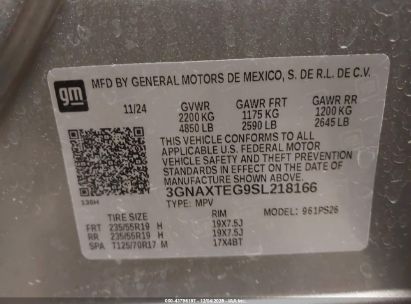 gm
MFD BY GENERAL MOTORS DE MEXICO, S. DE R.L. DE C.V.
11/24 GVWR GAWR FRT GAWR RR
2200 KG 1175 KG 1200 KG
4850 LB 2590 LB 2645 LB
THIS VEHICLE CONFORMS TO ALL
APPLICABLE U.S. FEDERAL MOTOR
VEHICLE SAFETY AND THEFT PREVENTION
STANDARDS IN EFFECT ON THE DATE OF
MANUFACTURE SHOWN ABOVE.
3GNAXTEG9SL218166
TYPE: MPV MODEL: 961PS26
TIRE SIZE RIM
FRT 235/55R19 H 19X7.5J
RR 235/55R19 H 19X7.5J
SPA T125/70R17 M 17X4BT